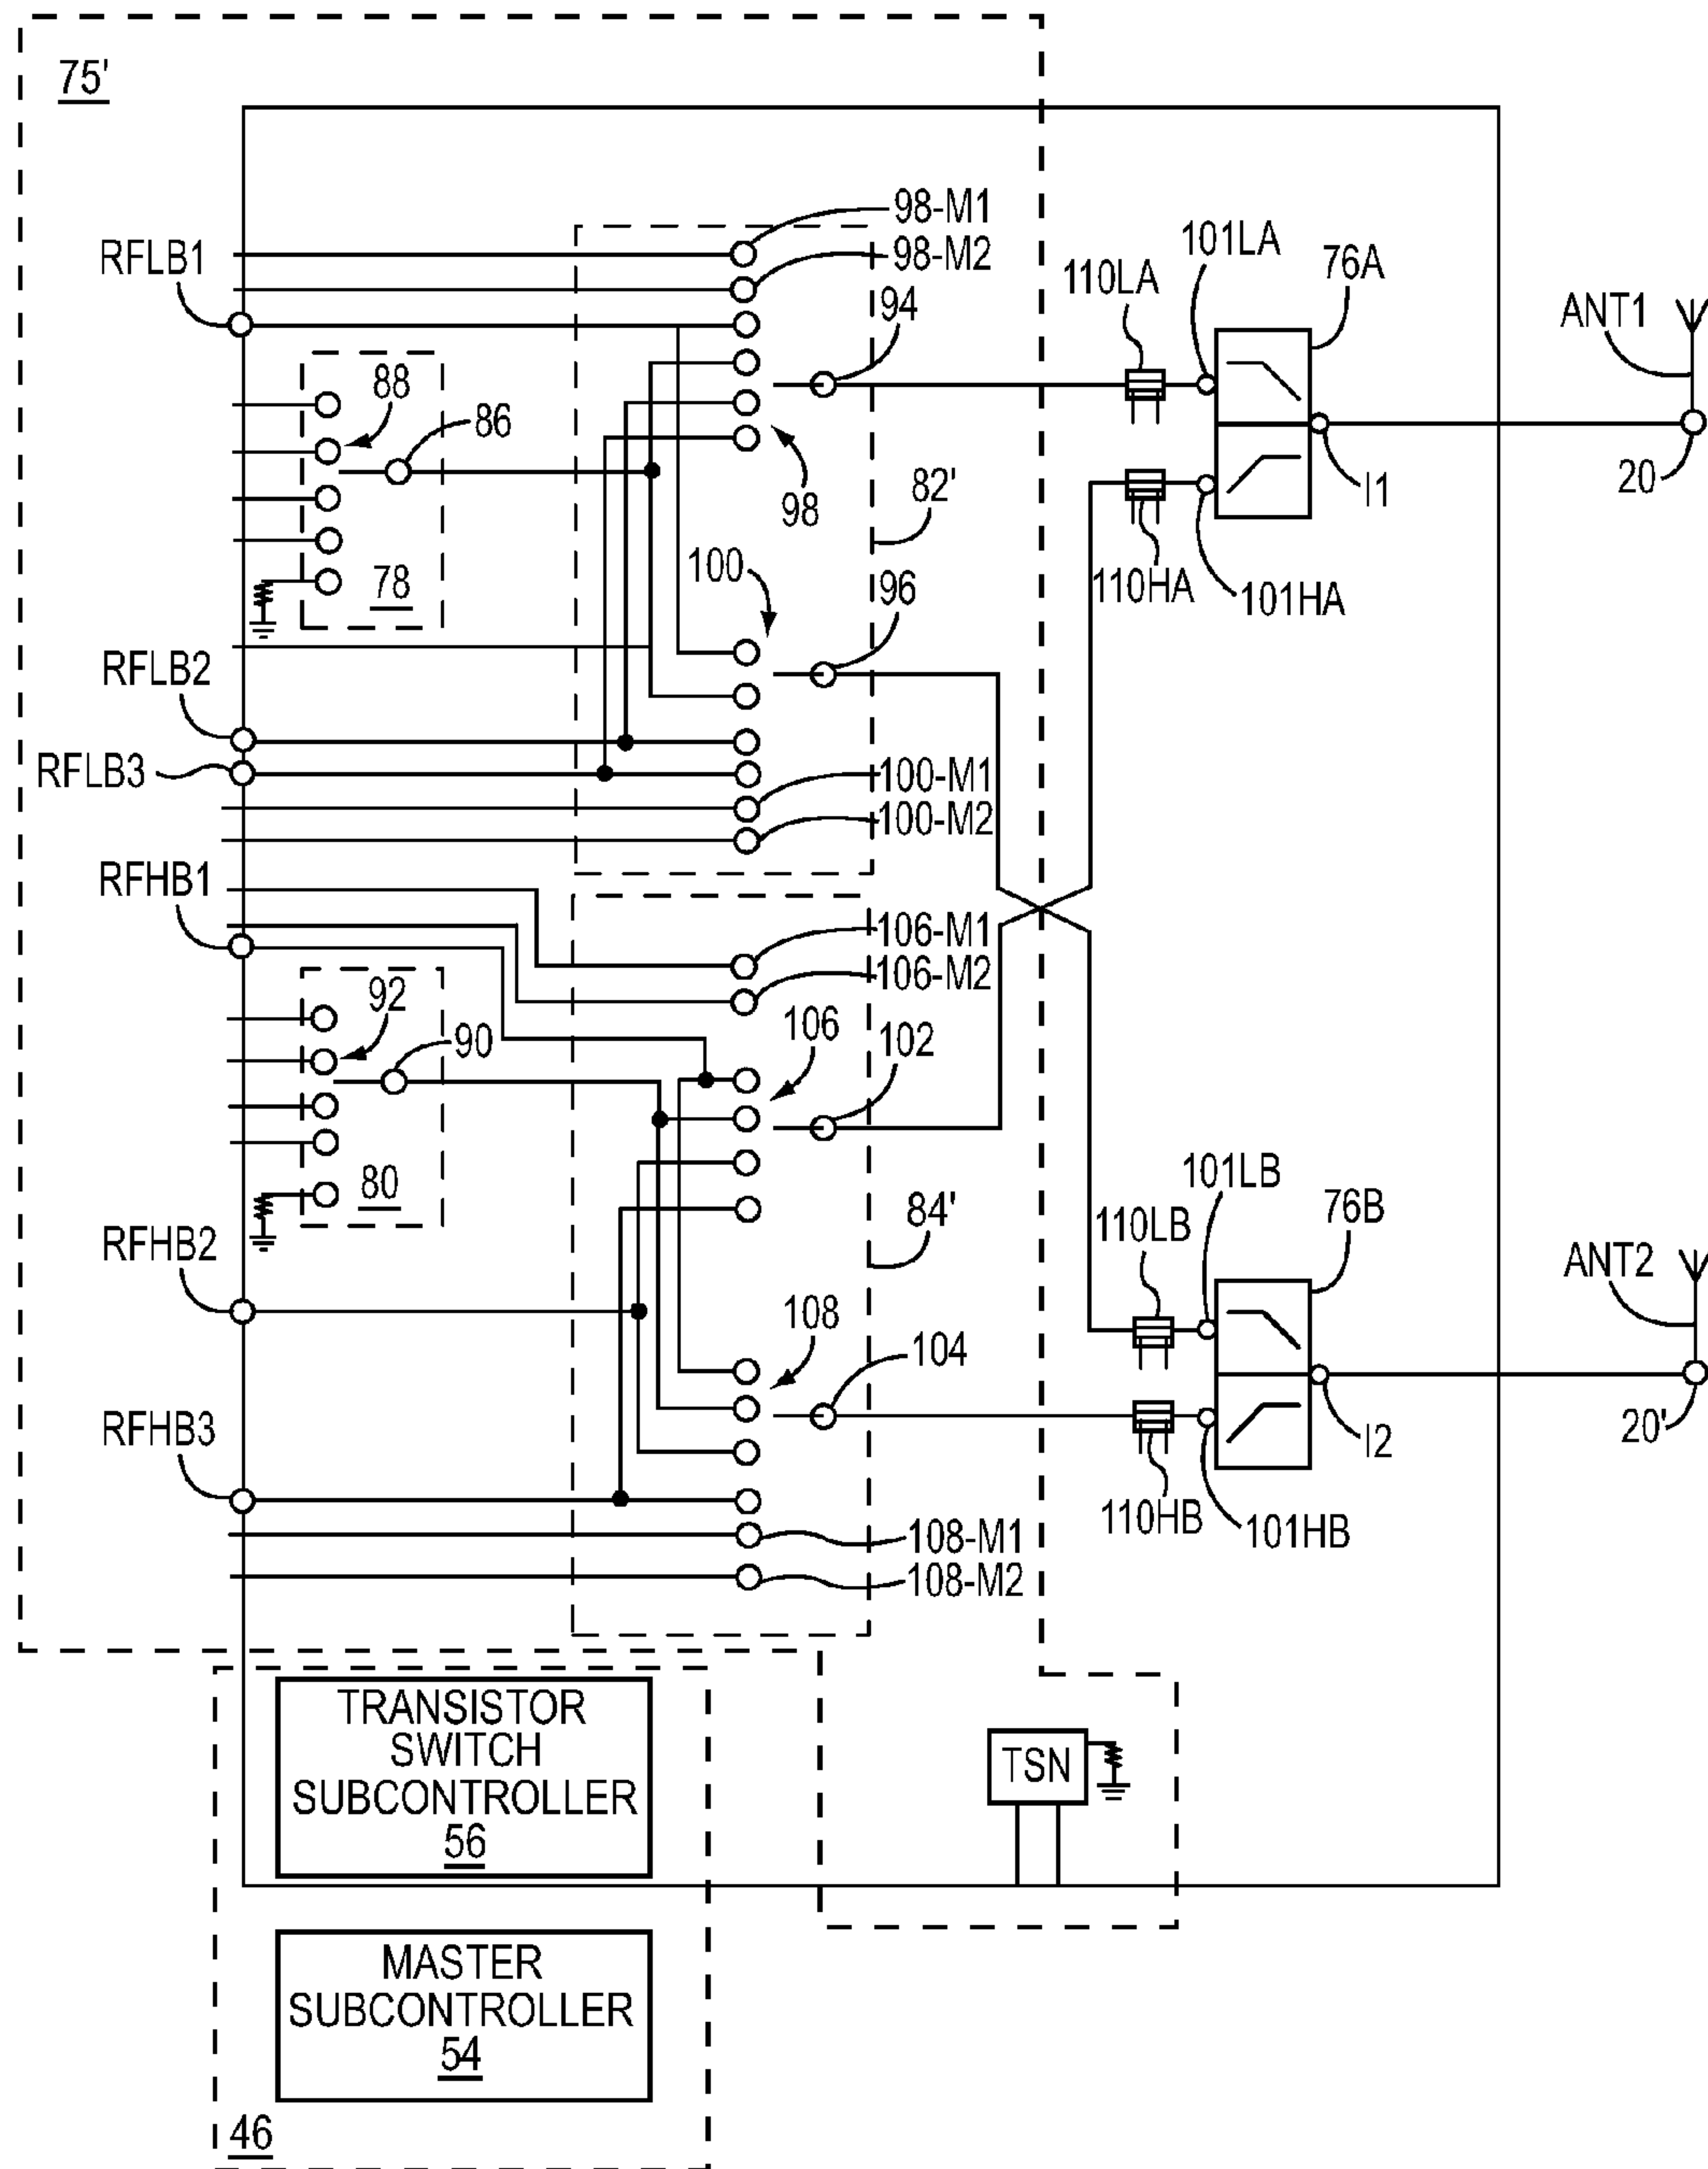 75'
98-M1
RFLB1
98-M2
101LA
76A
110LA
94
ANT1
88
86
98
82'
I1
20
100
96
78
110HA
101HA
RFLB2
RFLB3
100-M1
100-M2
RFHB1
106-M1
106-M2
92
106
102
90
101LB
80
84'
110LB
76B
RFHB2
ANT2
108
104
RFHB3
I2
20'
110HB
101HB
108-M1
108-M2
TRANSISTOR
SWITCH
SUBCONTROLLER
56
TSN
MASTER
SUBCONTROLLER
54
46